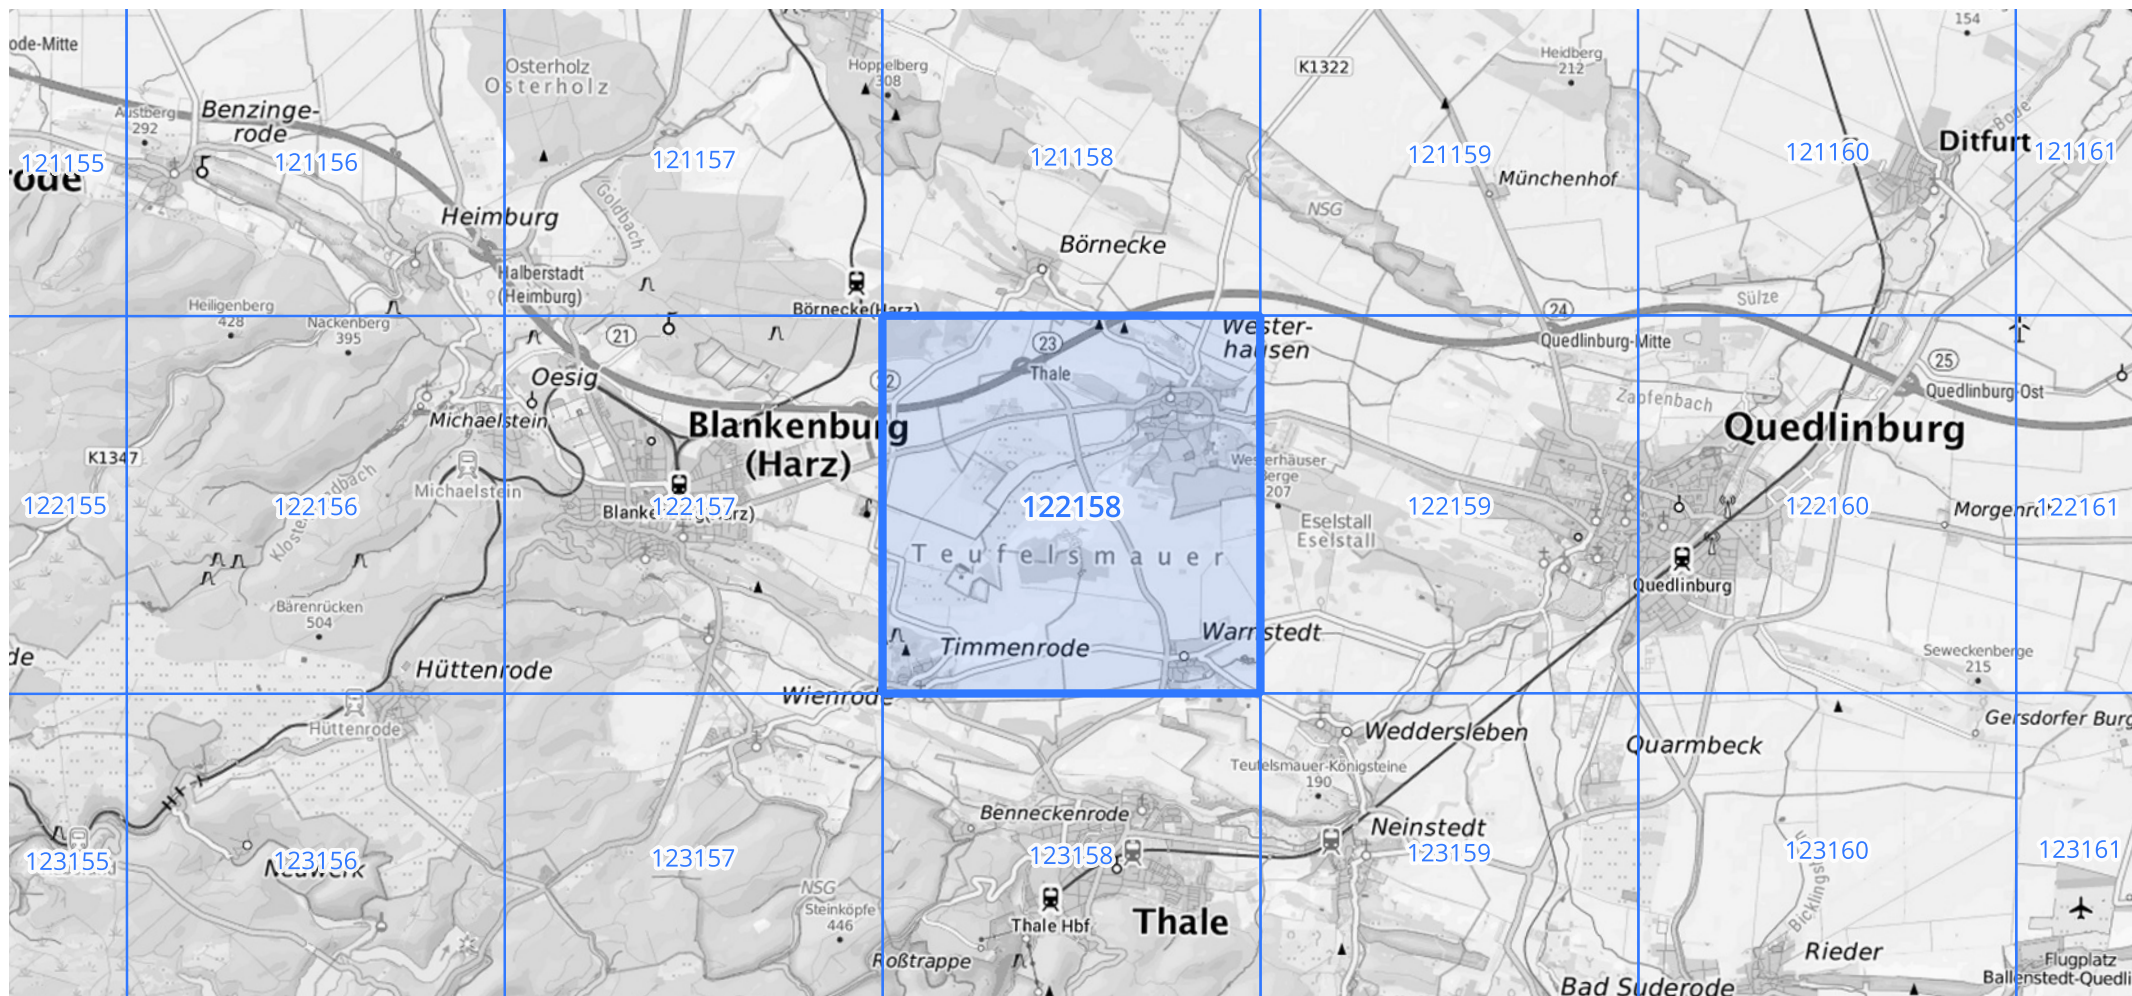 154
ode-Mitte
Heidberg
212
K1322
Osterholz
Osterholz
Hoppelberg
308
Austberg
292
Benzinge-
rode
Bode
Ditfurt
121155
121156
121157
121158
121159
121160
121161
rode
Münchenhof
Goldbach
NSG
Heimburg
Börnecke
Halberstadt
(Heimburg)
Heiligenberg
428
Nackenberg
395
Börnecke(Harz)
Sülze
24
21
23
Thale
Wester-
hausen
Quedlinburg-Mitte
25
Quedlinburg-Ost
Oesig
Michaelstein
Zapfenbach
Blankenburg
(Harz)
Quedlinburg
K1347
Michaelstein
Westerhäuser
Berge
207
122155
122156
122157
122158
122159
122160
122161
Eselstall
Eselstall
Teufelsmauer
Quedlinburg
Bärenrücken
504
Timmenrode
Warnstedt
Seweckenberge
215
de
Hüttenrode
Wienrode
Hüttenrode
Gersdorfer Burg
Weddersleben
Quarmbeck
Teufelsmauer-Königsteine
190
Benneckenrode
Neinstedt
123155
123156
123157
123158
123159
123160
123161
NSG
Steinköpfe
446
Thale Hbf
Thale
Roßtrappe
Rieder
Flugplatz
Ballenstedt-Quedli
Bad Suderode